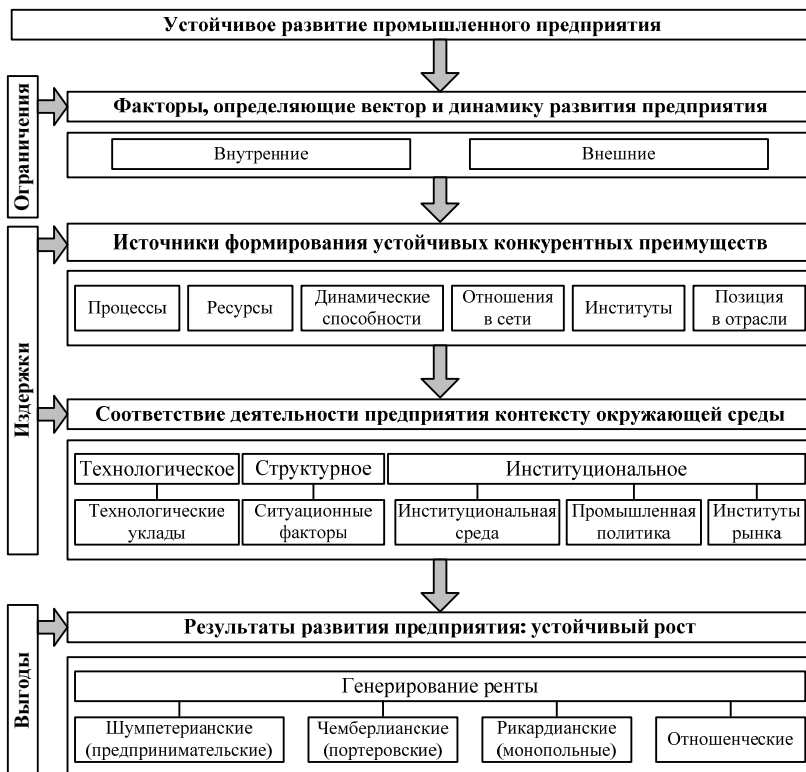 Устойчивое развитие промышленного предприятия
Ограничения
Факторы, определяющие вектор и динамику развития предприятия
Внутренние
Внешние
Издержки
Источники формирования устойчивых конкурентных преимуществ
Процессы
Ресурсы
Динамические
способности
Отношения
в сети
Институты
Позиция
в отрасли
Соответствие деятельности предприятия контексту окружающей среды
Технологическое
Структурное
Институциональное
Технологические
уклады
Ситуационные
факторы
Институциональная
среда
Промышленная
политика
Институты
рынка
Выгоды
Результаты развития предприятия: устойчивый рост
Генерирование ренты
Шумпетерианские
(предпринимательские)
Чемберлианские
(портеровские)
Рикардианские
(монопольные)
Отношенческие